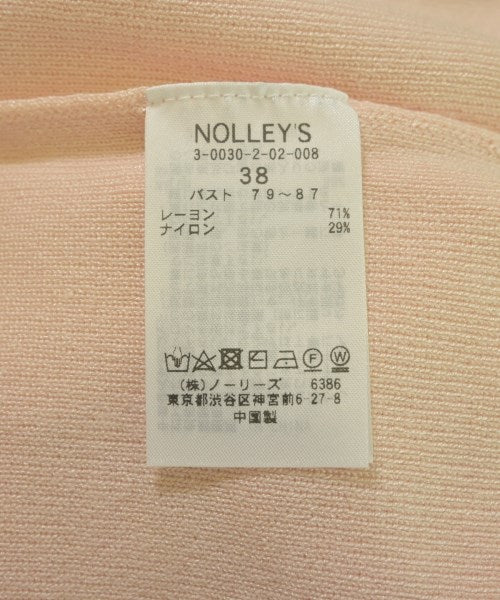 NOLLEY'S
3-0030-2-02-008
38
バスト 79～87
レーヨン 71%
ナイロン 29%
(株)ノーリーズ 6386
東京都渋谷区神宮前6-27-8
中国製